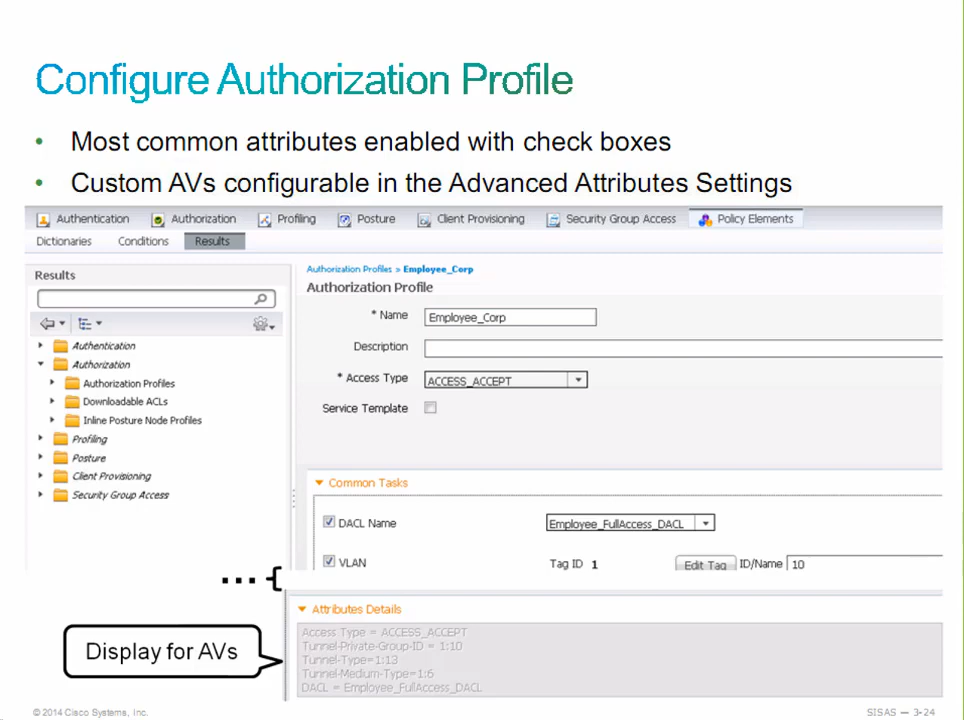 Configure Authorization Profile
• Most common attributes enabled with check boxes
• Custom AVs configurable in the Advanced Attributes Settings
Authentication Authorization Profiling Posture Client Provisioning Security Group Access Policy Elements
Dictionaries Conditions Results
Results
Authentication
Authorization
Authorization Profiles
Downloadable ACLs
Inline Posture Node Profiles
Profiling
Posture
Client Provisioning
Security Group Access
Authorization Profiles > Employee_Corp
Authorization Profile
* Name Employee_Corp
Description
* Access Type ACCESS_ACCEPT
Service Template
Common Tasks
DACL Name Employee_FullAccess_DACL
VLAN Tag ID 1 Edit Tag ID/Name 10
... {
Attributes Details
Access Type = ACCESS_ACCEPT
Tunnel-Private-Group-ID = 1:10
Tunnel-Type=1:13
Tunnel-Medium-Type=1:6
DACL = Employee_FullAccess_DACL
Display for AVs
© 2014 Cisco Systems, Inc. SISAS — 3-24